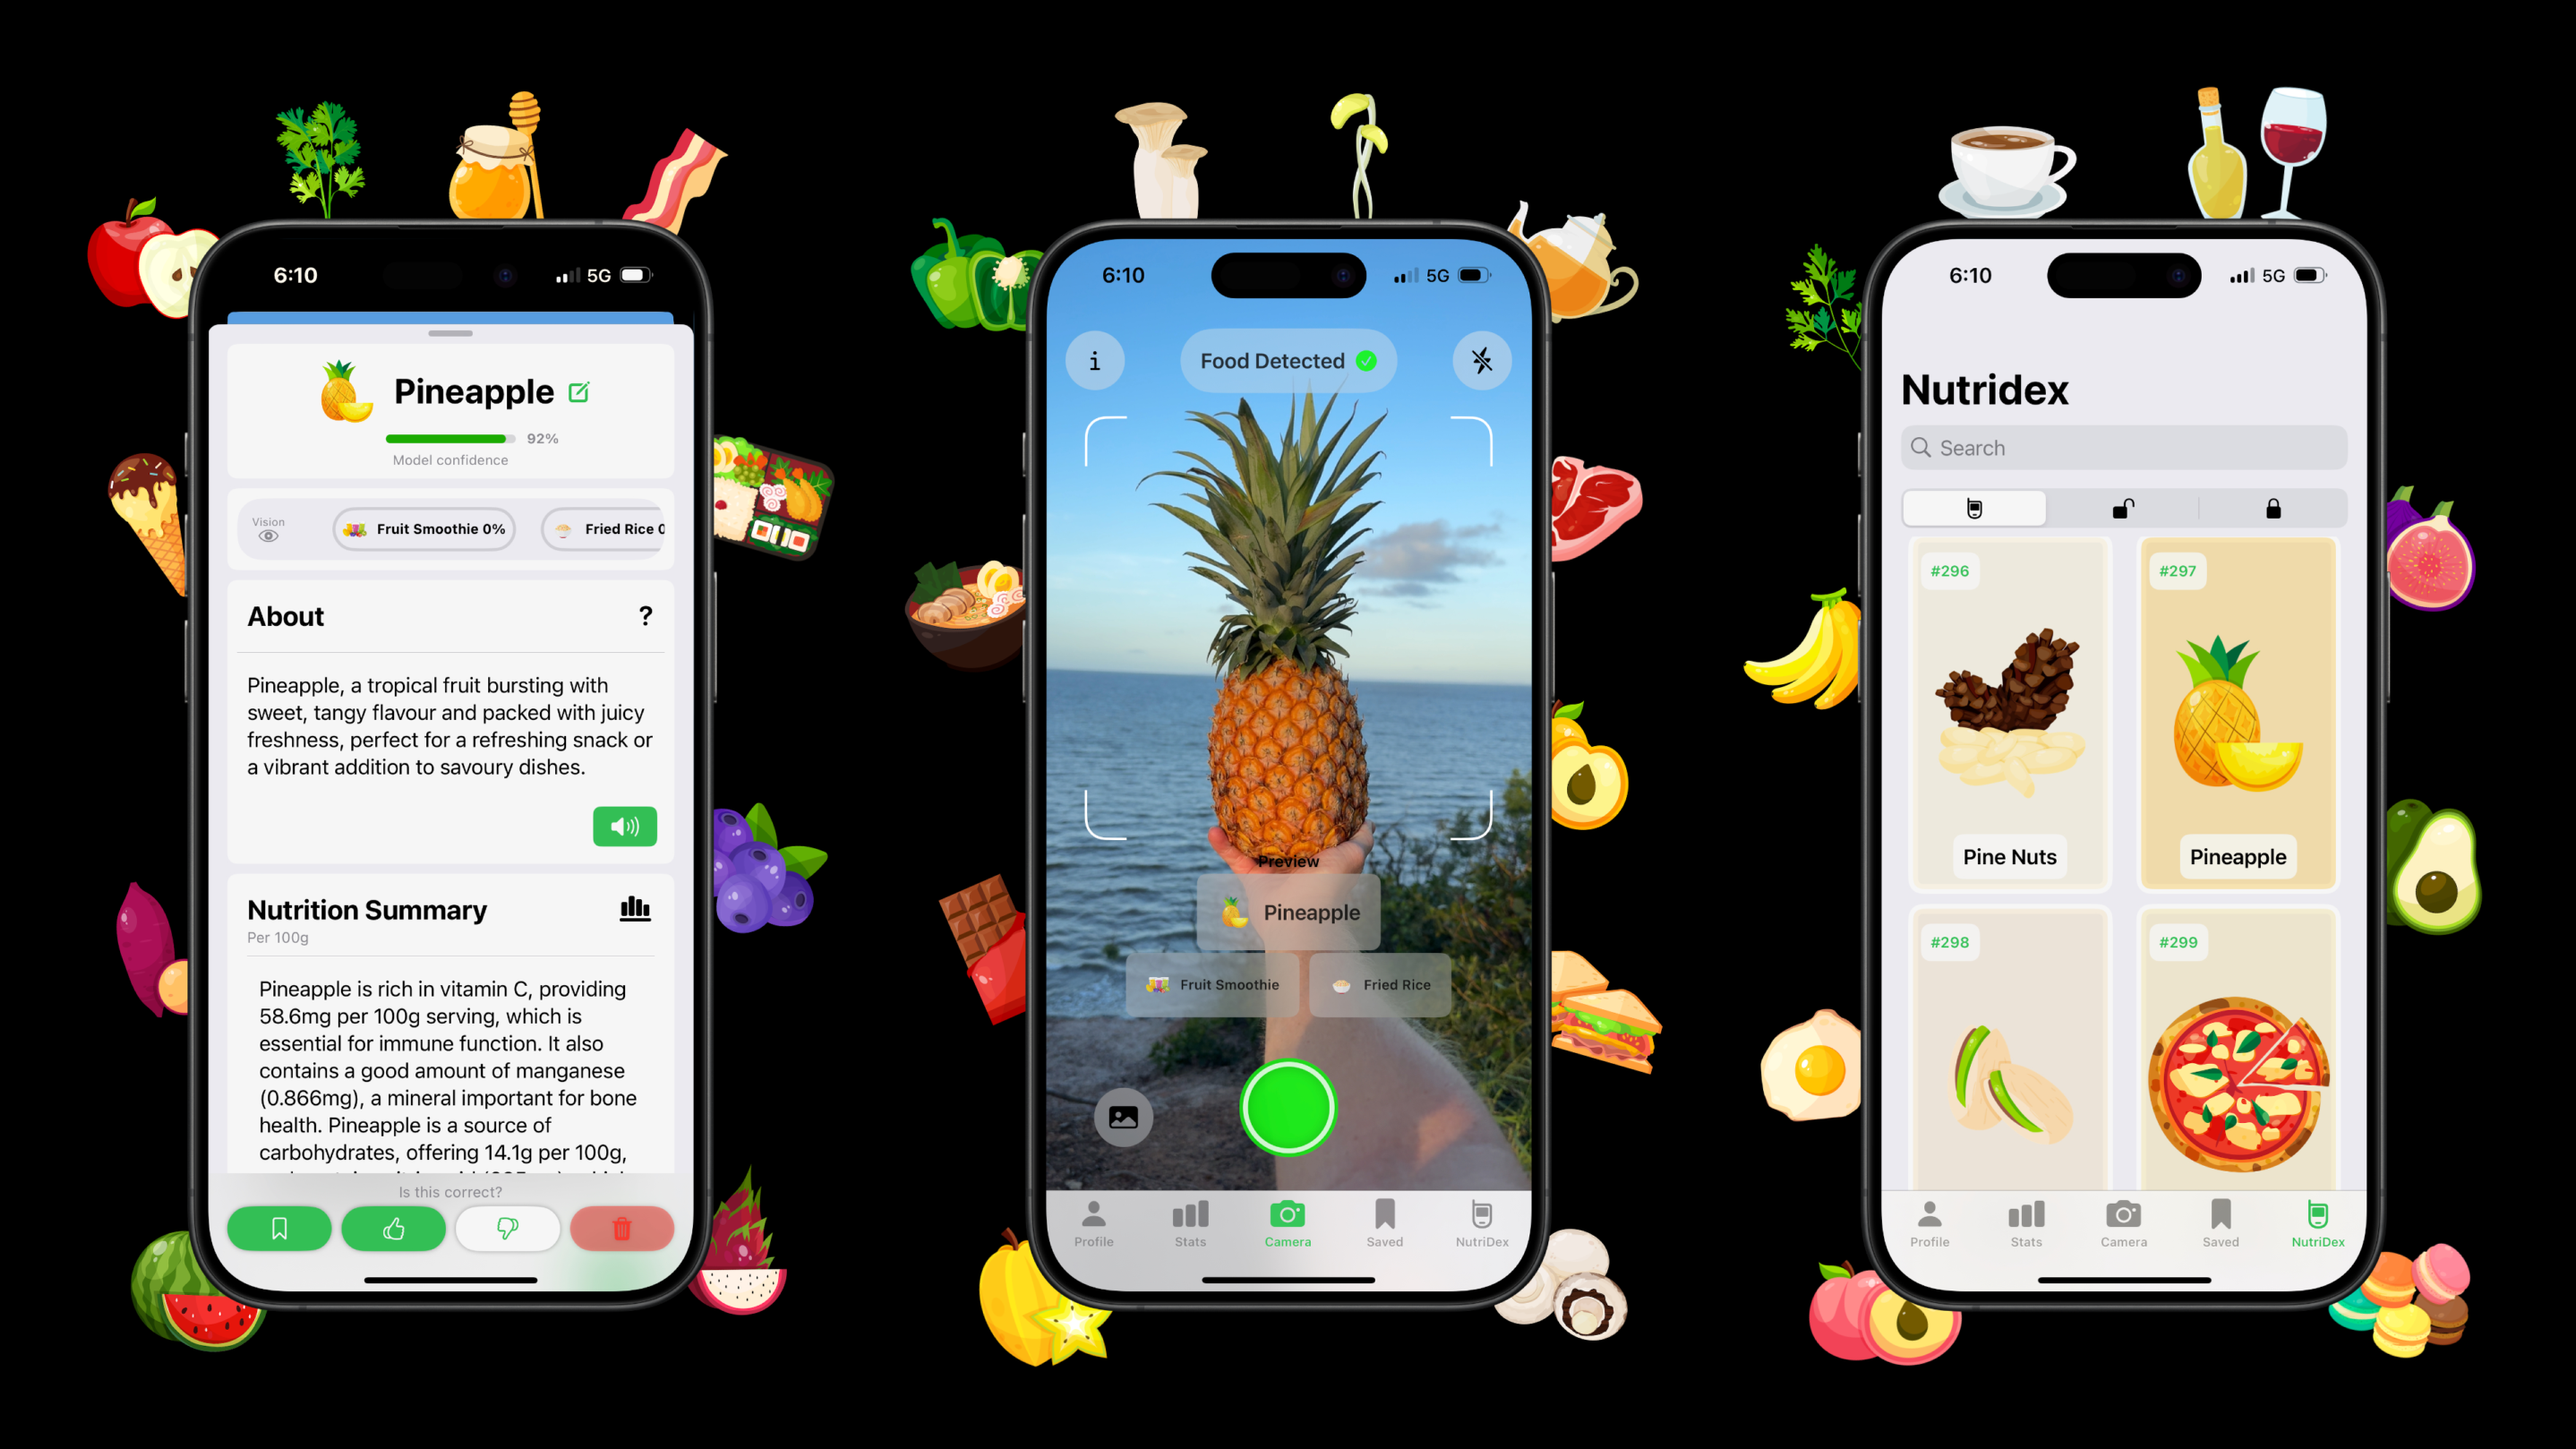 6:10
5G
Pineapple
92%
Model confidence
Vision
Fruit Smoothie 0%
Fried Rice 0
About
?
Pineapple, a tropical fruit bursting with
sweet, tangy flavour and packed with juicy
freshness, perfect for a refreshing snack or
a vibrant addition to savoury dishes.
Nutrition Summary
Per 100g
Pineapple is rich in vitamin C, providing
58.6mg per 100g serving, which is
essential for immune function. It also
contains a good amount of manganese
(0.866mg), a mineral important for bone
health. Pineapple is a source of
carbohydrates, offering 14.1g per 100g,
Is this correct?
6:10
5G
i
Food Detected
Preview
Pineapple
Fruit Smoothie
Fried Rice
Profile
Stats
Camera
Saved
NutriDex
6:10
5G
Nutridex
Search
#296
#297
Pine Nuts
Pineapple
#298
#299
Profile
Stats
Camera
Saved
NutriDex